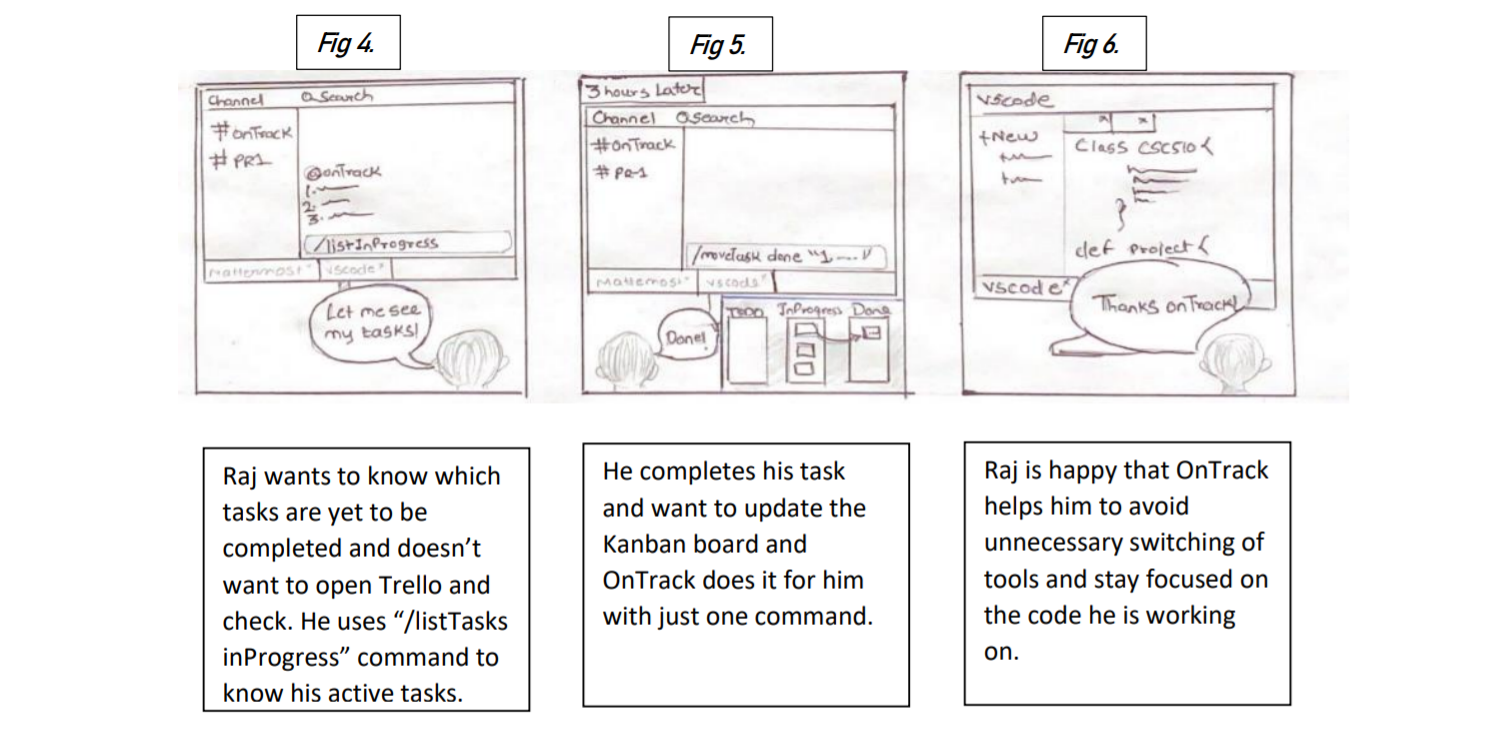 Fig 4.
Channel Search
#onTrack
# PR1
@onTrack
1.
2.
3.
/listInProgress
Mattermost x vscode x
Let me see
my tasks!
Raj wants to know which
tasks are yet to be
completed and doesn’t
want to open Trello and
check. He uses “/listTasks
inProgress” command to
know his active tasks.
Fig 5.
3 hours Later
Channel Search
#onTrack
# PR-1
/moveTask done "1....."
Mattermost x vscode x
Done!
TODO InProgress Done
He completes his task
and want to update the
Kanban board and
OnTrack does it for him
with just one command.
Fig 6.
vscode
x x
+New
Class CSC510 {
}
def project {
vscode x
Thanks onTrack!
Raj is happy that OnTrack
helps him to avoid
unnecessary switching of
tools and stay focused on
the code he is working
on.